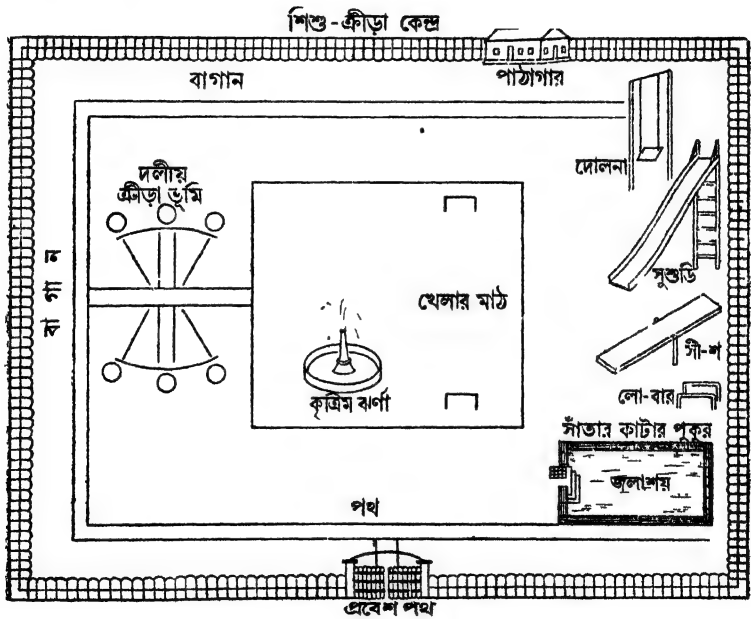 শিশু-ক্রীড়া কেন্দ্র
পাঠাগার
বাগান
দোলনা
দলীয়
ক্রীড়া ভূমি
বাগান
সুশুডি
খেলার মাঠ
সী-শ
লো-বার
কৃত্রিম ঝর্ণা
সাঁতার কাটার পুকুর
জলাশয়
পথ
প্রবেশ পথ